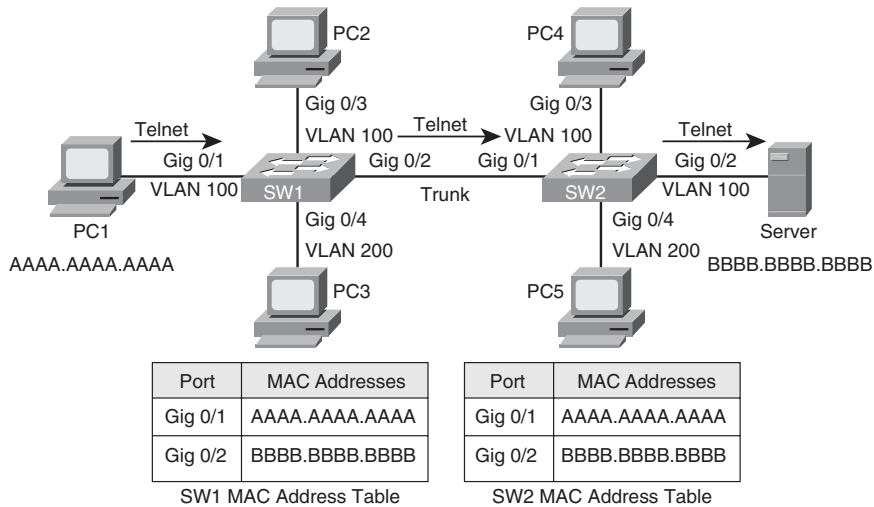 PC2
PC4
Gig 0/3
VLAN 100
Gig 0/3
VLAN 100
Telnet
Telnet
Telnet
Gig 0/1
VLAN 100
SW1
Gig 0/2
Gig 0/1
Trunk
SW2
Gig 0/2
VLAN 100
PC1
AAAA.AAAA.AAAA
Gig 0/4
VLAN 200
Gig 0/4
VLAN 200
Server
BBBB.BBBB.BBBB
PC3
PC5
Port MAC Addresses
Gig 0/1 AAAA.AAAA.AAAA
Gig 0/2 BBBB.BBBB.BBBB
SW1 MAC Address Table
Port MAC Addresses
Gig 0/1 AAAA.AAAA.AAAA
Gig 0/2 BBBB.BBBB.BBBB
SW2 MAC Address Table